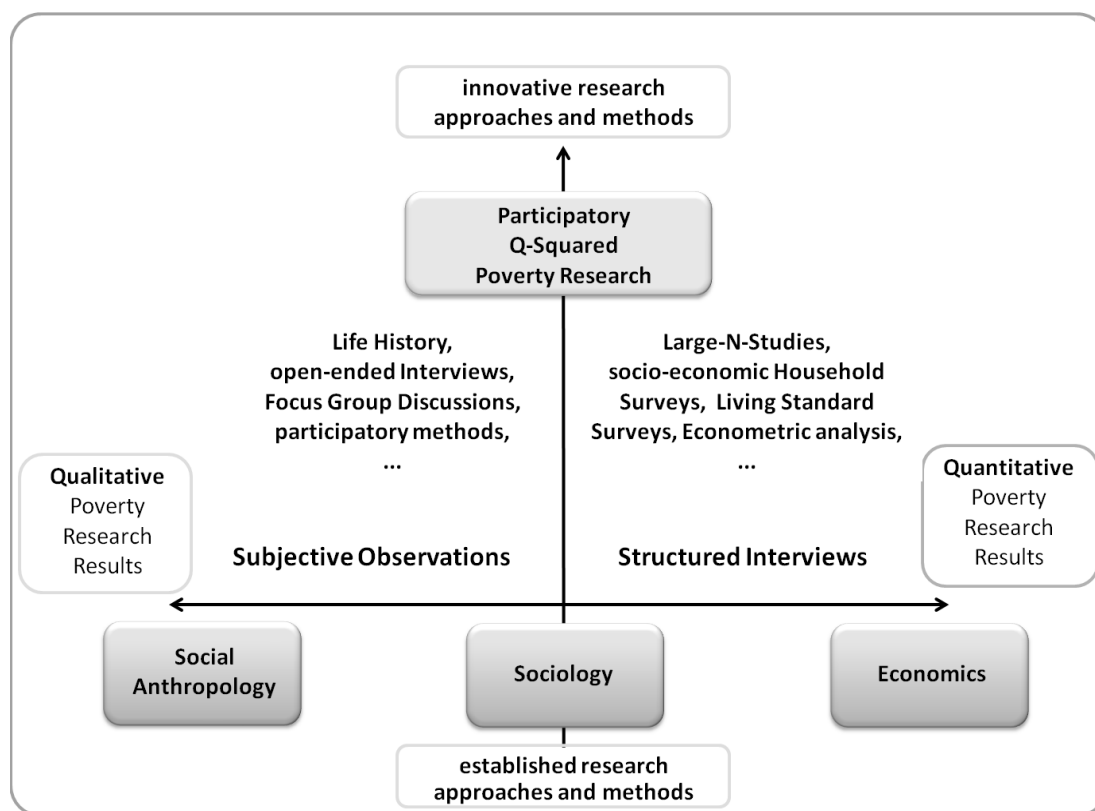 innovative research
approaches and methods
Participatory
Q-Squared
Poverty Research
Life History,
open-ended Interviews,
Focus Group Discussions,
participatory methods,
...
Large-N-Studies,
socio-economic Household
Surveys, Living Standard
Surveys, Econometric analysis,
...
Qualitative
Poverty
Research
Results
Quantitative
Poverty
Research
Results
Subjective Observations
Structured Interviews
Social
Anthropology
Sociology
Economics
established research
approaches and methods